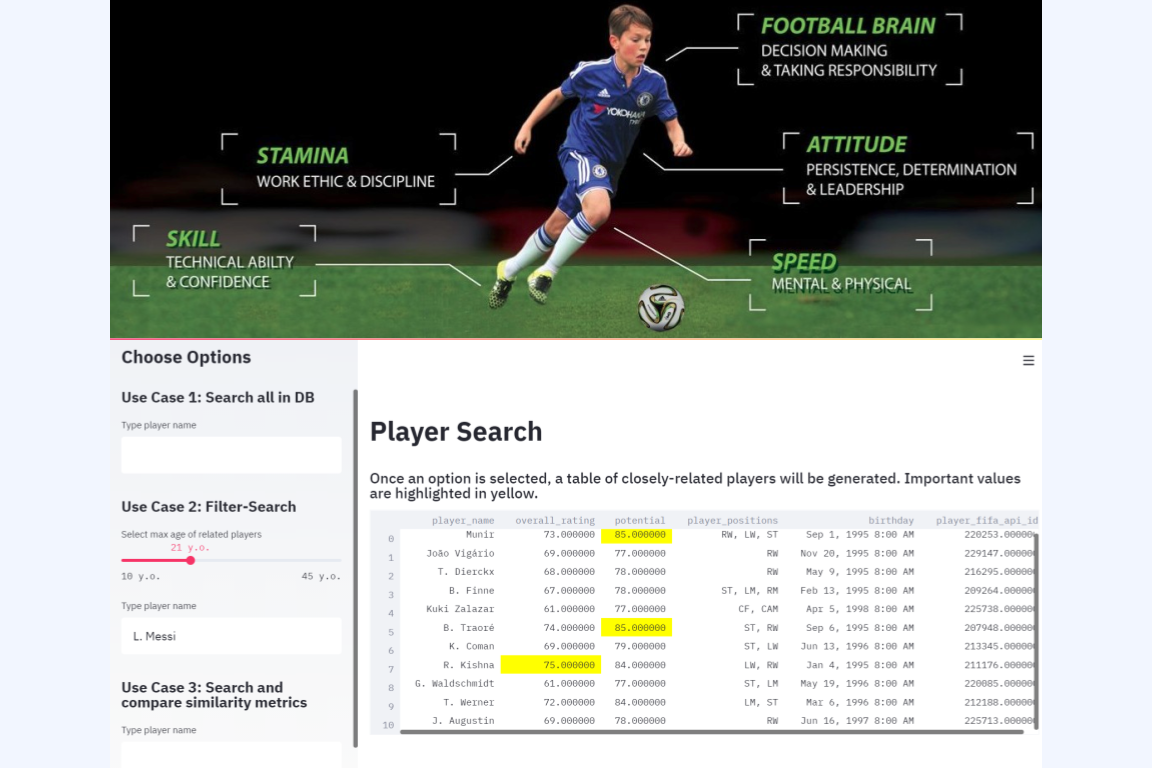 FOOTBALL BRAIN
DECISION MAKING
& TAKING RESPONSIBILITY
STAMINA
WORK ETHIC & DISCIPLINE
ATTITUDE
PERSISTENCE, DETERMINATION
& LEADERSHIP
SKILL
TECHNICAL ABILTY
& CONFIDENCE
SPEED
MENTAL & PHYSICAL
YOKOHAMA
Choose Options
Use Case 1: Search all in DB
Type player name
Use Case 2: Filter-Search
Select max age of related players
21 y.o.
10 y.o. 45 y.o.
Type player name
L. Messi
Use Case 3: Search and
compare similarity metrics
Type player name
Player Search
Once an option is selected, a table of closely-related players will be generated. Important values
are highlighted in yellow.
player_name overall_rating potential player_positions birthday player_fifa_api_id
0 Munir 73.000000 85.000000 RW, LW, ST Sep 1, 1995 8:00 AM 220253.00000
1 João Vigário 69.000000 77.000000 RW Nov 20, 1995 8:00 AM 229147.00000
2 T. Dierckx 68.000000 78.000000 RW May 9, 1995 8:00 AM 216295.00000
3 B. Finne 67.000000 78.000000 ST, LM, RM Feb 13, 1995 8:00 AM 209264.00000
4 Kuki Zalazar 61.000000 77.000000 CF, CAM Apr 5, 1998 8:00 AM 225738.00000
5 B. Traoré 74.000000 85.000000 ST, RW Sep 6, 1995 8:00 AM 207948.00000
6 K. Coman 69.000000 79.000000 ST, LW Jun 13, 1996 8:00 AM 213345.00000
7 R. Kishna 75.000000 84.000000 LW, RW Jan 4, 1995 8:00 AM 211176.00000
8 G. Waldschmidt 61.000000 77.000000 ST, LM May 19, 1996 8:00 AM 220085.00000
9 T. Werner 72.000000 84.000000 LM, ST Mar 6, 1996 8:00 AM 212188.00000
10 J. Augustin 69.000000 78.000000 RW Jun 16, 1997 8:00 AM 225713.00000